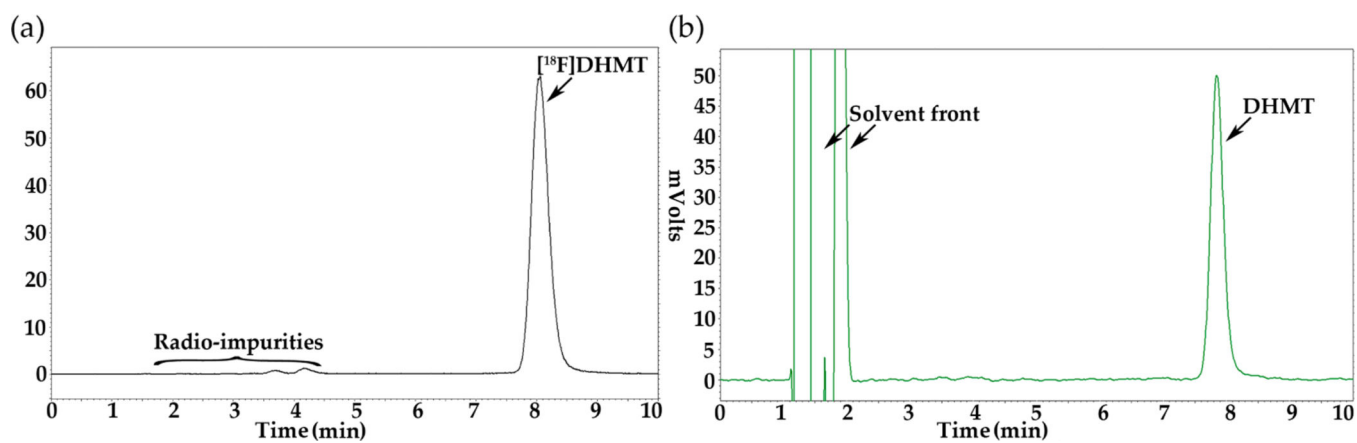 (a)
[¹⁸F]DHMT
60
50
40
30
20
10
0
Radio-impurities
0 1 2 3 4 5 6 7 8 9 10
Time (min)
(b)
mVolts
50
45
40
35
30
25
20
15
10
5
0
Solvent front
DHMT
0 1 2 3 4 5 6 7 8 9 10
Time (min)